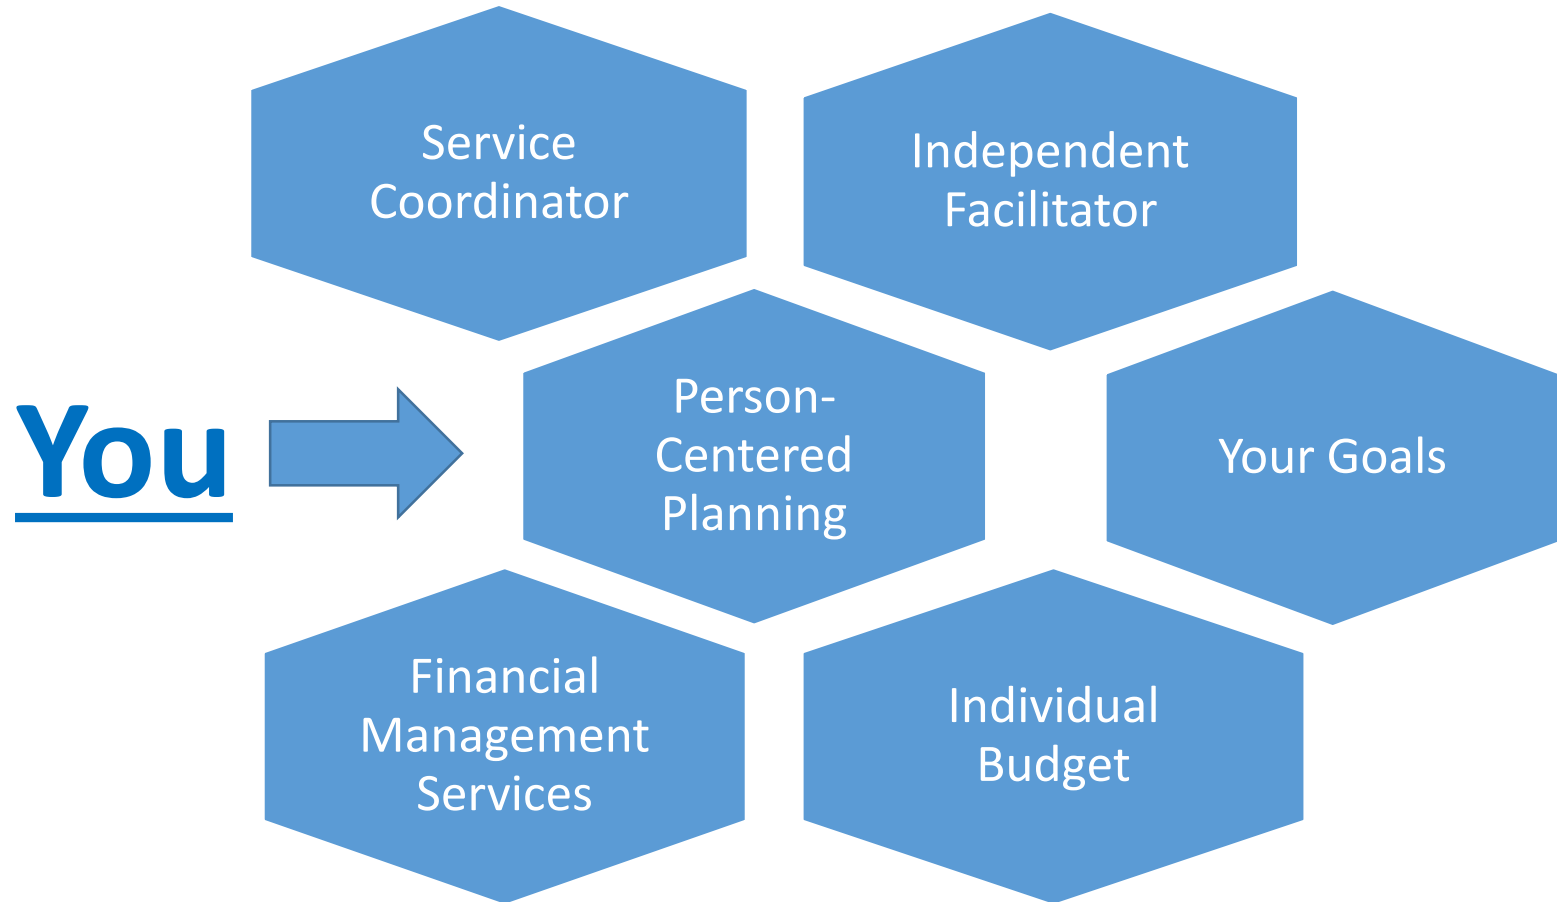 Service
Coordinator
Independent
Facilitator
You
Person-
Centered
Planning
Your Goals
Financial
Management
Services
Individual
Budget